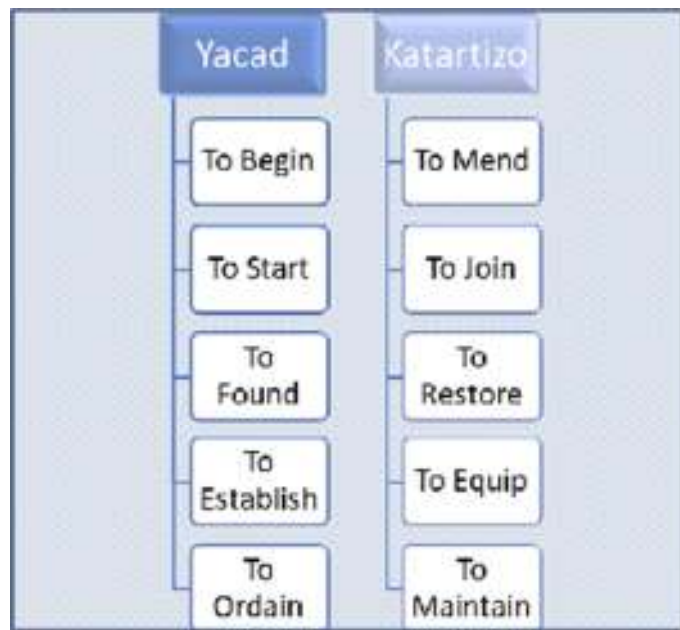 Yacad
To Begin
To Start
To
Found
To
Establish
To
Ordain
Katartizo
To Mend
To Join
To
Restore
To Equip
To
Maintain